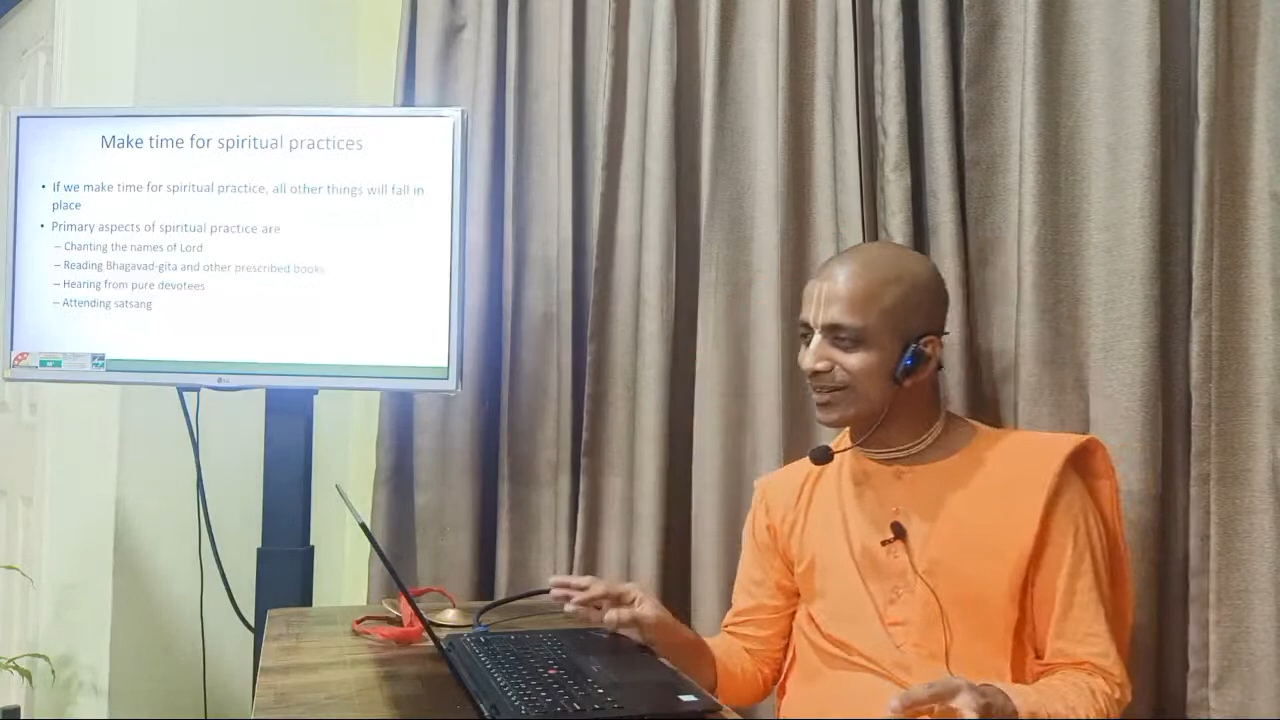 Make time for spiritual practices
• If we make time for spiritual practice, all other things will fall in
place
• Primary aspects of spiritual practice are
– Chanting the names of Lord
– Reading Bhagavad-gita and other prescribed books
– Hearing from pure devotees
– Attending satsang
LG